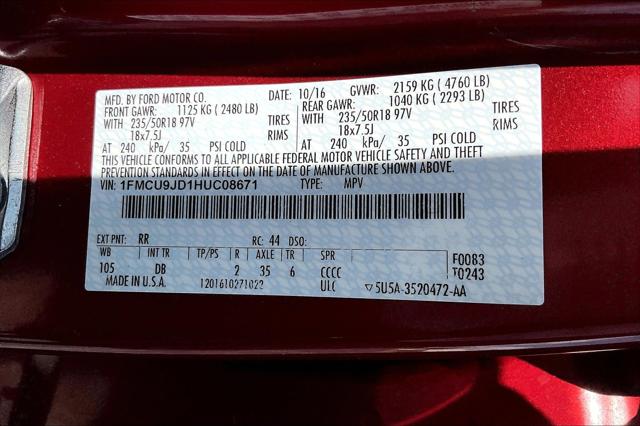 MFD. BY FORD MOTOR CO. DATE: 10/16 GVWR: 2159 KG ( 4760 LB)
FRONT GAWR: 1125 KG ( 2480 LB) REAR GAWR: 1040 KG ( 2293 LB)
WITH 235/50R18 97V TIRES WITH 235/50R18 97V TIRES
18x7.5J RIMS 18x7.5J RIMS
AT 240 kPa/ 35 PSI COLD AT 240 kPa/ 35 PSI COLD
THIS VEHICLE CONFORMS TO ALL APPLICABLE FEDERAL MOTOR VEHICLE SAFETY AND THEFT
PREVENTION STANDARDS IN EFFECT ON THE DATE OF MANUFACTURE SHOWN ABOVE.
VIN: 1FMCU9JD1HUC08671 TYPE: MPV
EXT PNT: RR RC: 44 DSO:
WB INT TR TP/PS R AXLE TR SPR F0083
105 DB 2 35 6 CCCC T0243
MADE IN U.S.A. 1201610271022 ULC ▽5U5A-3520472-AA